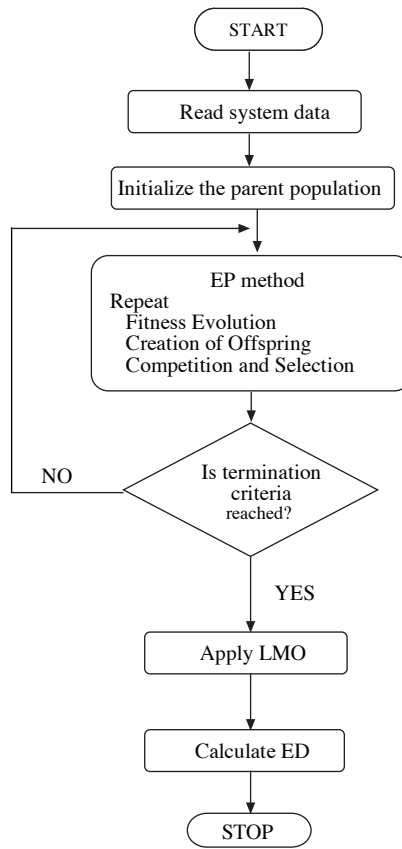 START
Read system data
Initialize the parent population
EP method
Repeat
Fitness Evolution
Creation of Offspring
Competition and Selection
Is termination
criteria
reached?
NO
YES
Apply LMO
Calculate ED
STOP